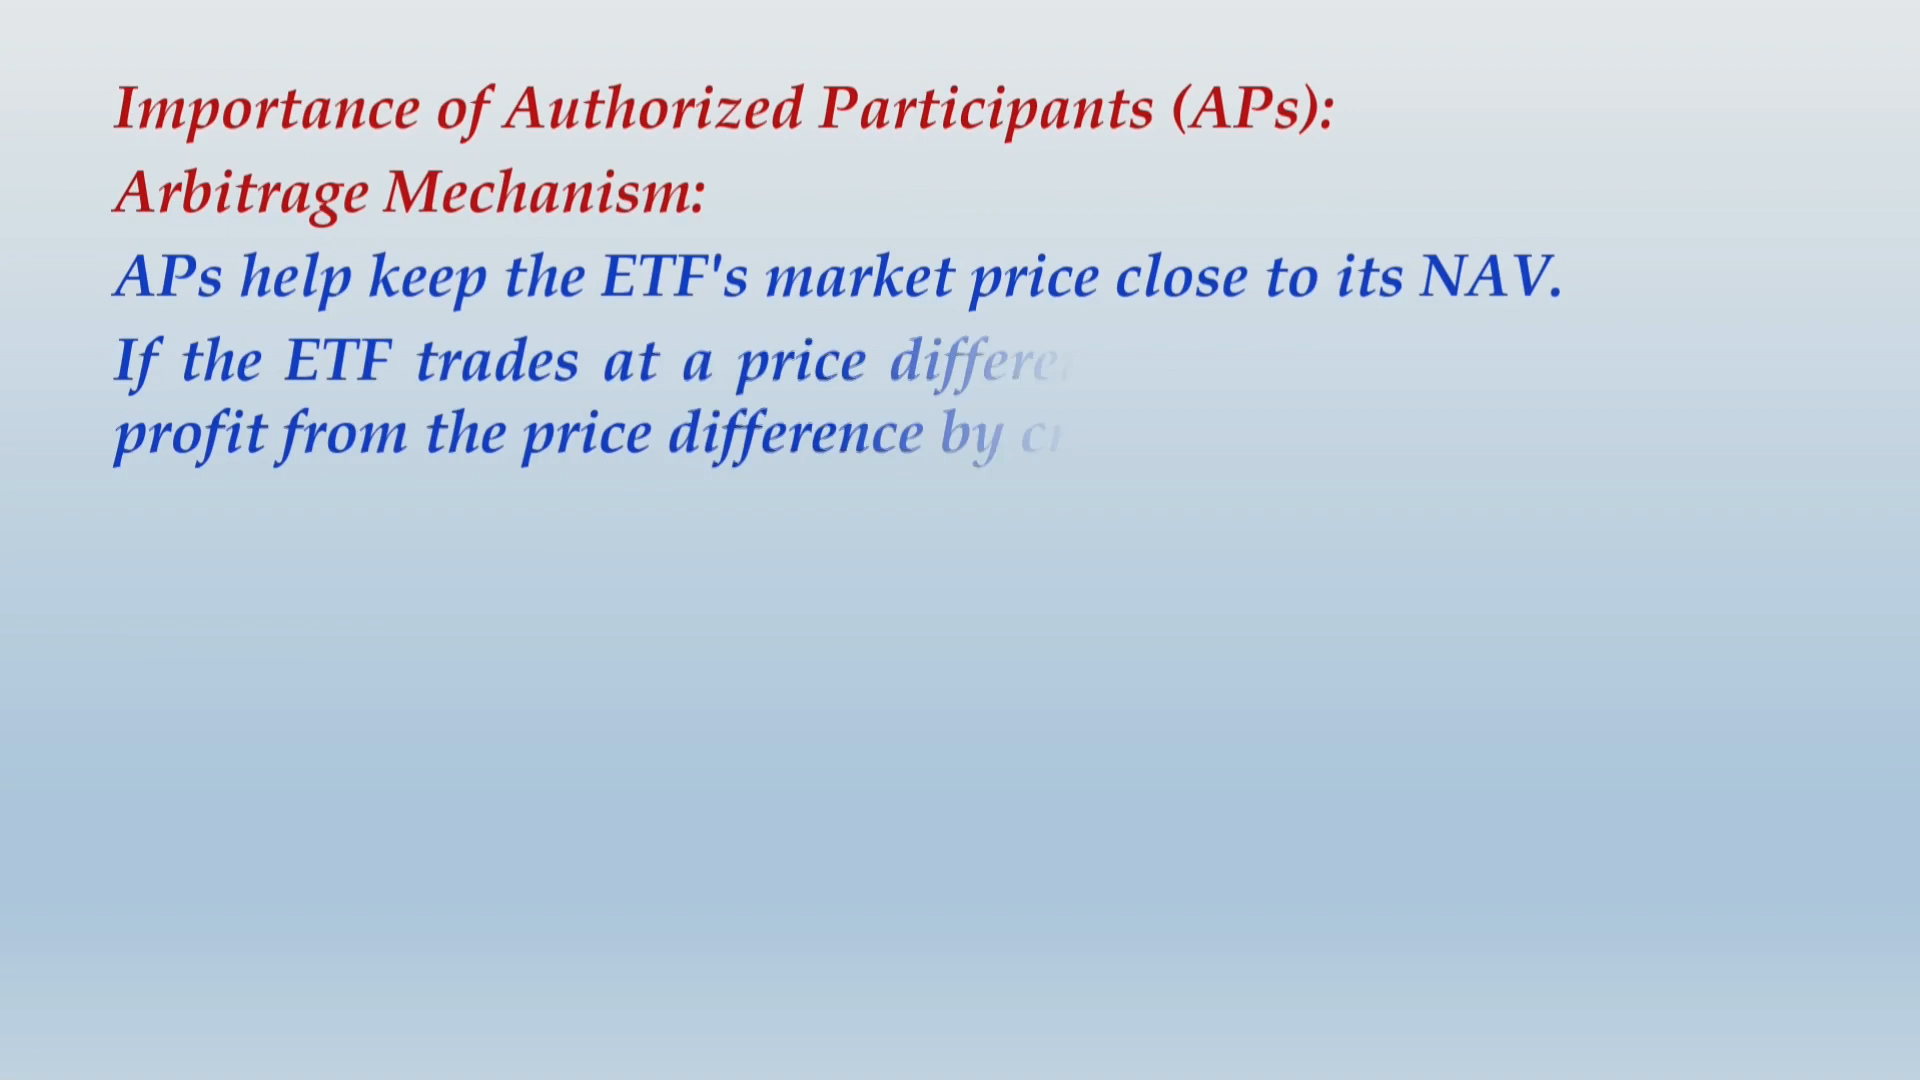 Importance of Authorized Participants (APs):
Arbitrage Mechanism:
APs help keep the ETF's market price close to its NAV.
If the ETF trades at a price
profit from the price difference by